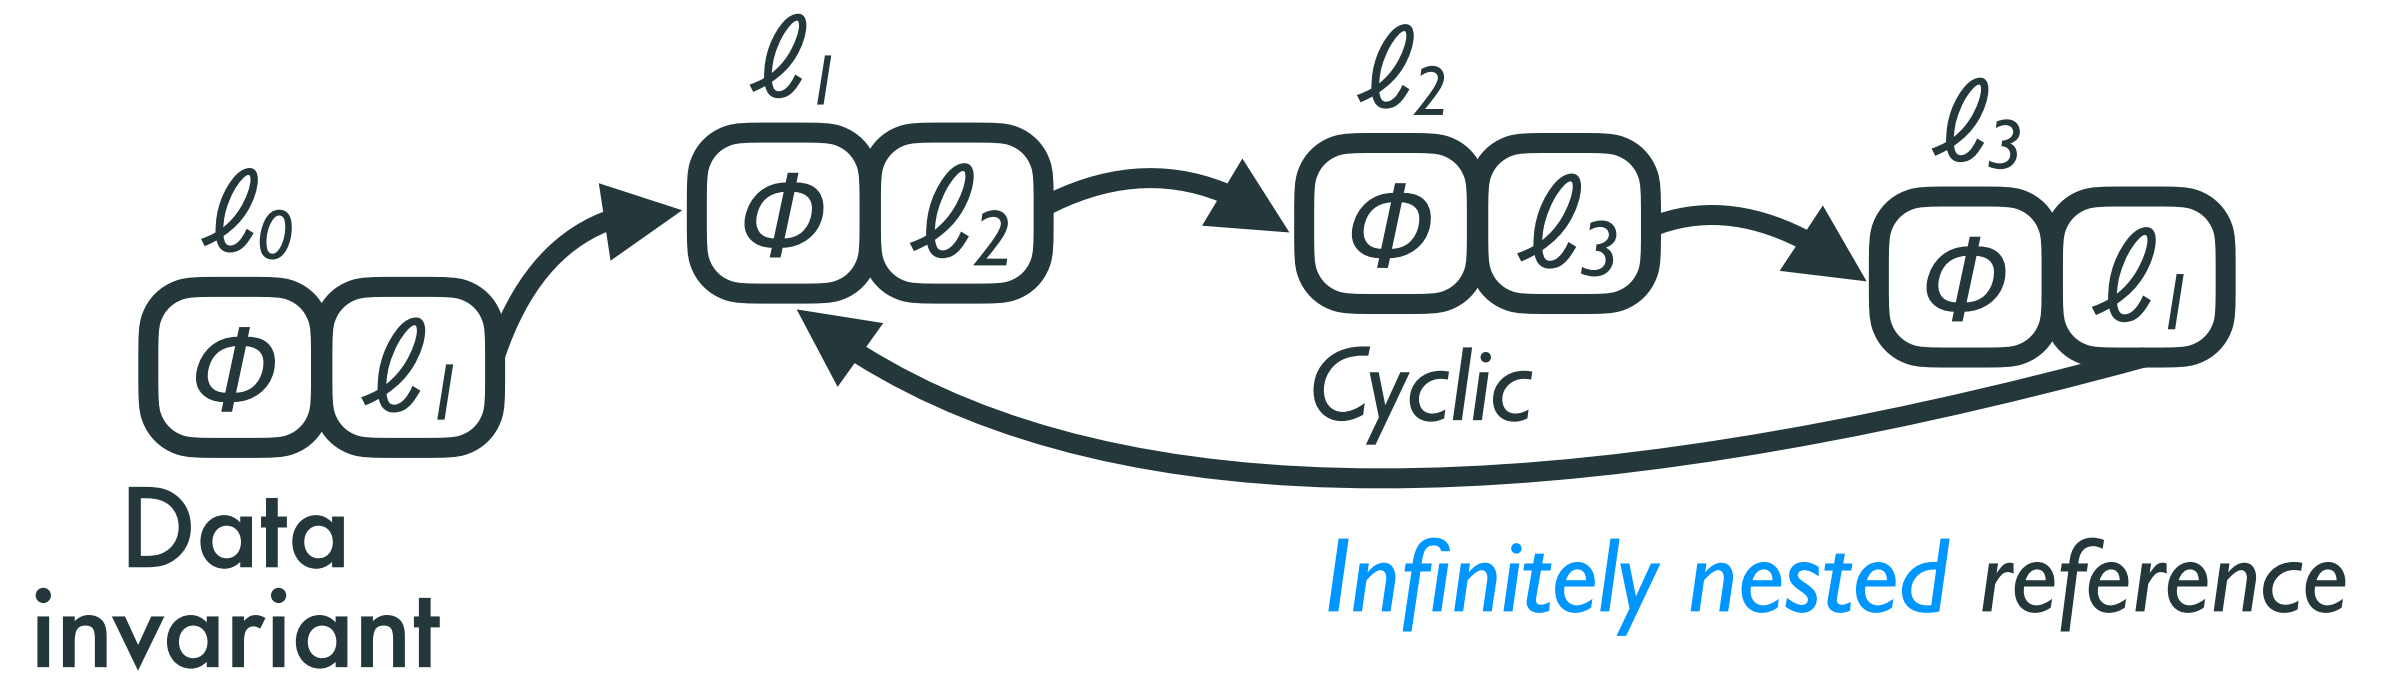 ℓ0
Φ ℓ1
Data
invariant
ℓ1
Φ ℓ2
ℓ2
Φ ℓ3
ℓ3
Φ ℓ1
Cyclic
Infinitely nested reference